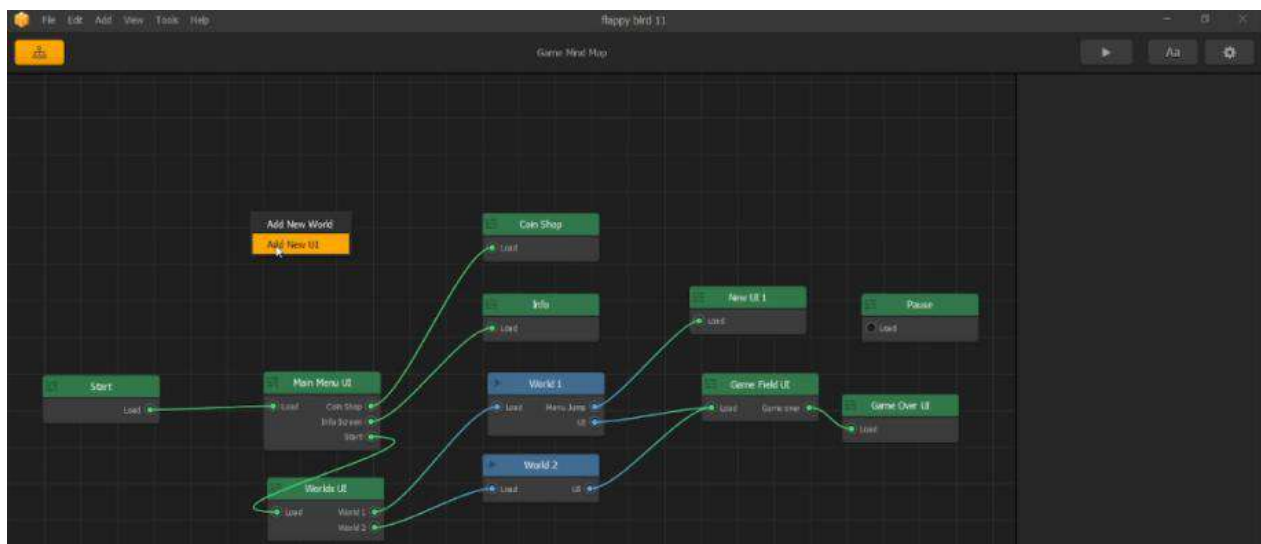 File Edit Add View Tools Help
flappy bird 11
Game Mind Map
Aa
Add New World
Add New UI
Coin Shop
Load
Info
Load
New UI 1
Load
Pause
Load
Start
Load
Main Menu UI
Load Coin Shop
Info Screen
Start
World 1
Load Menu Jump
UI
Game Field UI
Load Game over
Game Over UI
Load
World 2
Load UI
Worlds UI
Load World 1
World 2